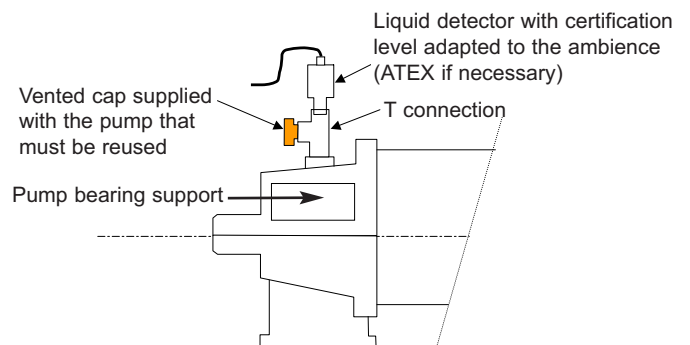 Liquid detector with certification
level adapted to the ambience
(ATEX if necessary)
Vented cap supplied
with the pump that
must be reused
T connection
Pump bearing support